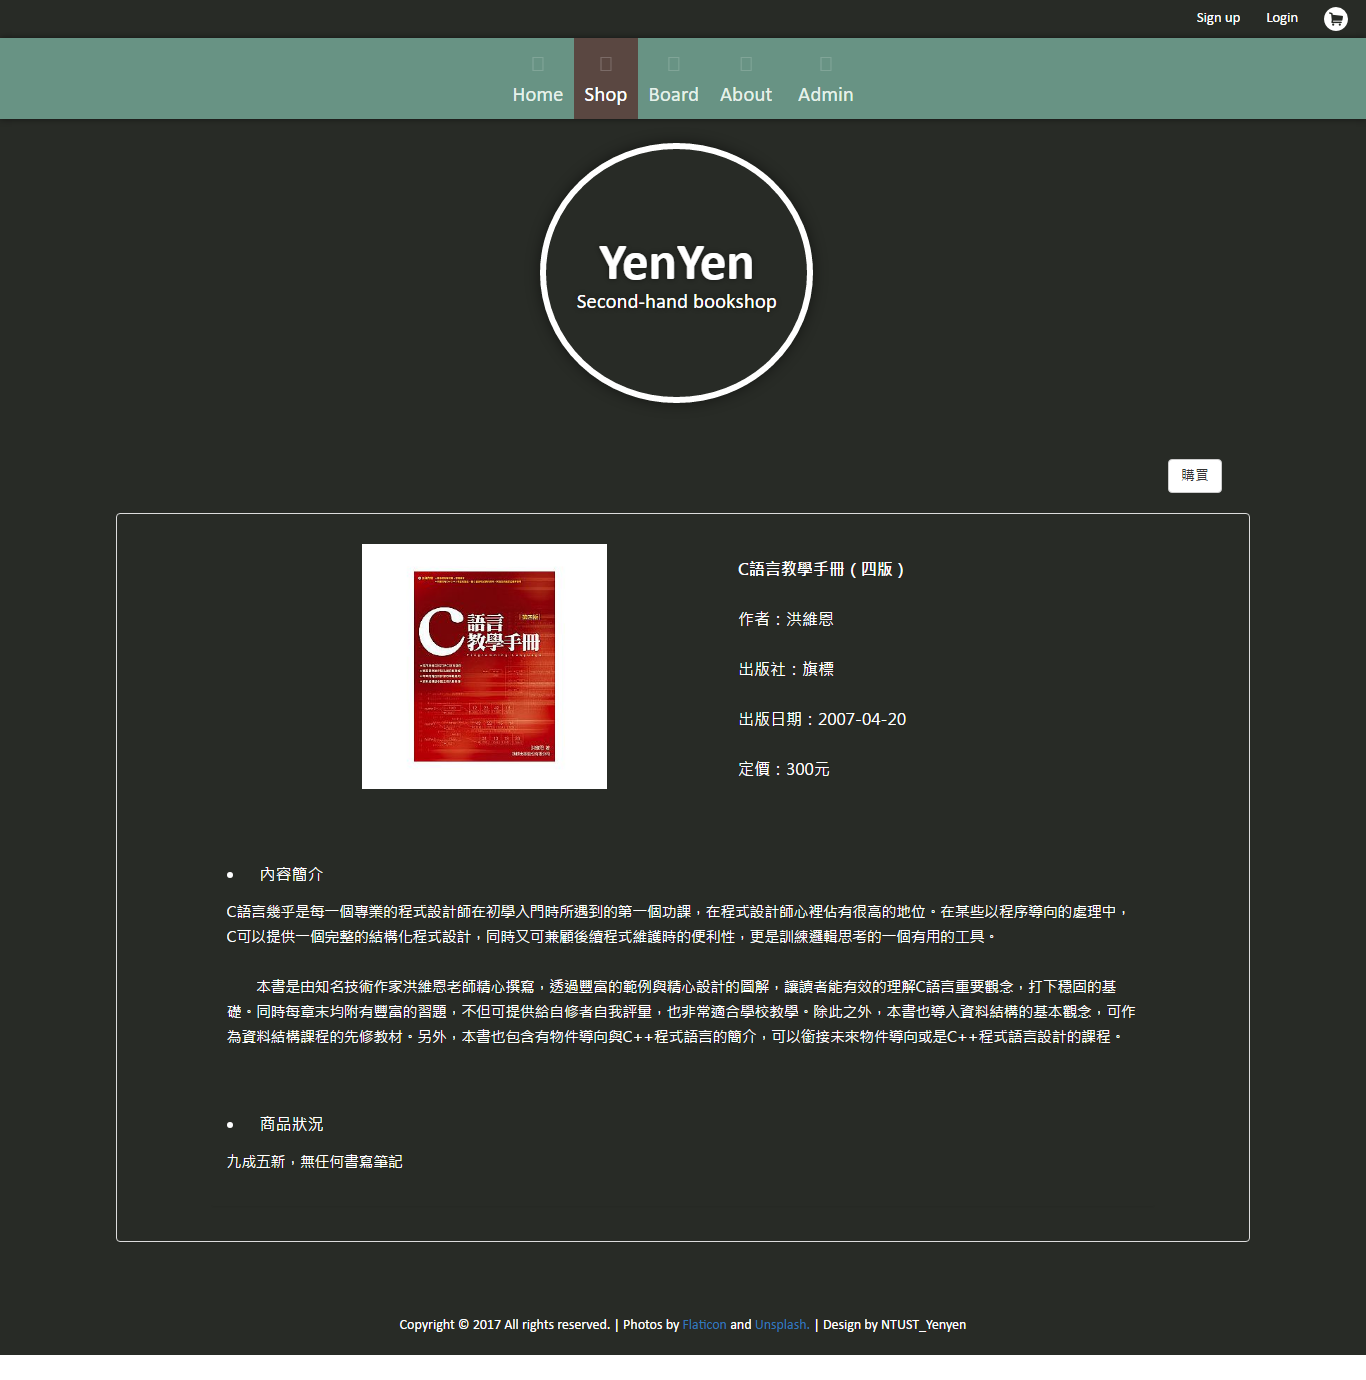 Sign up Login
Home Shop Board About Admin
YenYen
Second-hand bookshop
購買
C語言
教學手冊
C語言教學手冊 ( 四版 )
作者：洪維恩
出版社：旗標
出版日期：2007-04-20
定價：300元
內容簡介
C語言幾乎是每一個專業的程式設計師在初學入門時所遇到的第一個功課，在程式設計師心裡佔有很高的地位。在某些以程序導向的處理中，
C可以提供一個完整的結構化程式設計，同時又可兼顧後續程式維護時的便利性，更是訓練邏輯思考的一個有用的工具。
本書是由知名技術作家洪維恩老師精心撰寫，透過豐富的範例與精心設計的圖解，讓讀者能有效的理解C語言重要觀念，打下穩固的基
礎。同時每章末均附有豐富的習題，不但可提供給自修者自我評量，也非常適合學校教學。除此之外，本書也導入資料結構的基本觀念，可作
為資料結構課程的先修教材。另外，本書也包含有物件導向與C++程式語言的簡介，可以銜接未來物件導向或是C++程式語言設計的課程。
商品狀況
九成五新，無任何書寫筆記
Copyright © 2017 All rights reserved. | Photos by Flaticon and Unsplash. | Design by NTUST_Yenyen